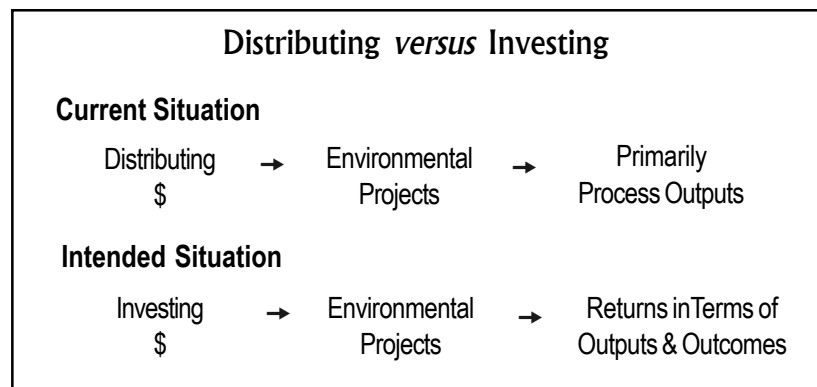 Distributing versus Investing
Current Situation
Distributing → Environmental → Primarily
$ Projects Process Outputs
Intended Situation
Investing → Environmental → Returns inTerms of
$ Projects Outputs & Outcomes